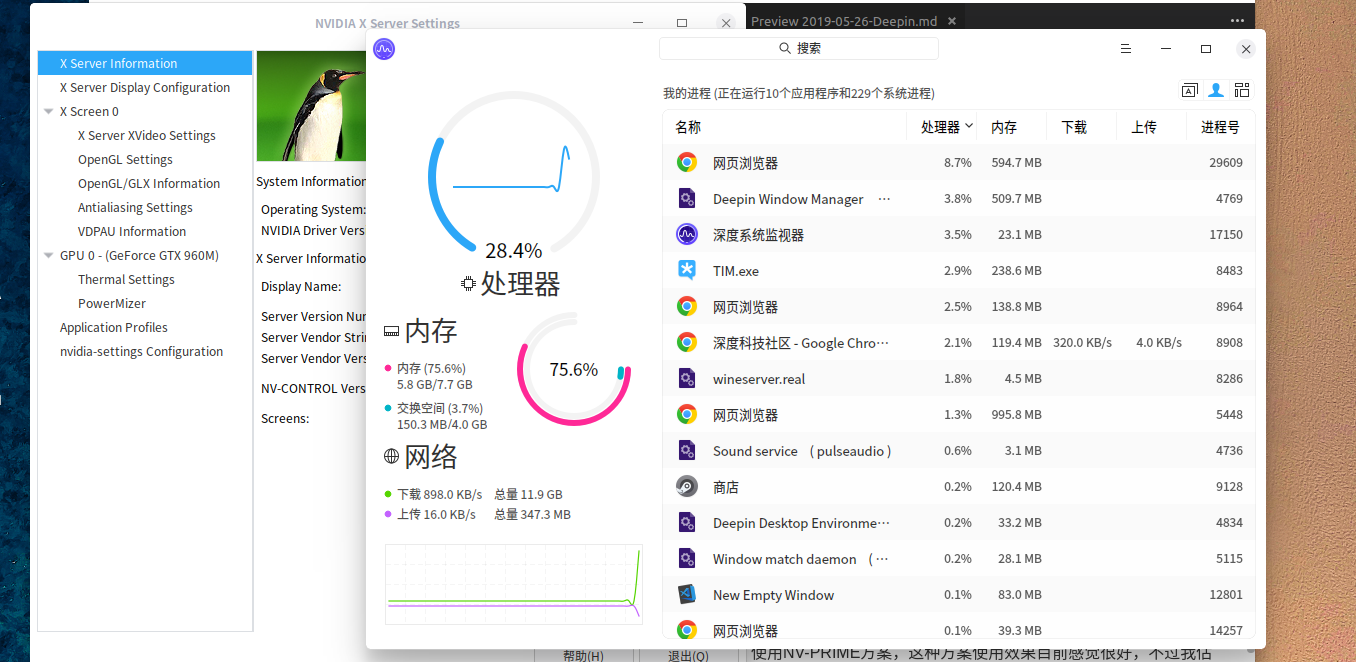 NVIDIA X Server Settings
Preview 2019-05-26-Deepin.md
X Server Information
X Server Display Configuration
X Screen 0
X Server XVideo Settings
OpenGL Settings
OpenGL/GLX Information
Antialiasing Settings
VDPAU Information
GPU 0 - (GeForce GTX 960M)
Thermal Settings
PowerMizer
Application Profiles
nvidia-settings Configuration
System Information
Operating System:
NVIDIA Driver Vers
X Server Informatio
Display Name:
Server Version Nur
Server Vendor Strin
Server Vendor Vers
NV-CONTROL Vers
Screens:
帮助(H)
退出(Q)
搜索
28.4%
处理器
内存
内存 (75.6%)
5.8 GB/7.7 GB
交换空间 (3.7%)
150.3 MB/4.0 GB
75.6%
网络
下载 898.0 KB/s 总量 11.9 GB
上传 16.0 KB/s 总量 347.3 MB
我的进程 (正在运行10个应用程序和229个系统进程)
名称 处理器 内存 下载 上传 进程号
网页浏览器 8.7% 594.7 MB 29609
Deepin Window Manager ··· 3.8% 509.7 MB 4769
深度系统监视器 3.5% 23.1 MB 17150
TIM.exe 2.9% 238.6 MB 8483
网页浏览器 2.5% 138.8 MB 8964
深度科技社区 - Google Chro··· 2.1% 119.4 MB 320.0 KB/s 4.0 KB/s 8908
wineserver.real 1.8% 4.5 MB 8286
网页浏览器 1.3% 995.8 MB 5448
Sound service （pulseaudio） 0.6% 3.1 MB 4736
商店 0.2% 120.4 MB 9128
Deepin Desktop Environme··· 0.2% 33.2 MB 4834
Window match daemon （··· 0.2% 28.1 MB 5115
New Empty Window 0.1% 83.0 MB 12801
网页浏览器 0.1% 39.3 MB 14257
使用NV-PRIME方案，这种方案使用效果目前感觉很好，不过我估